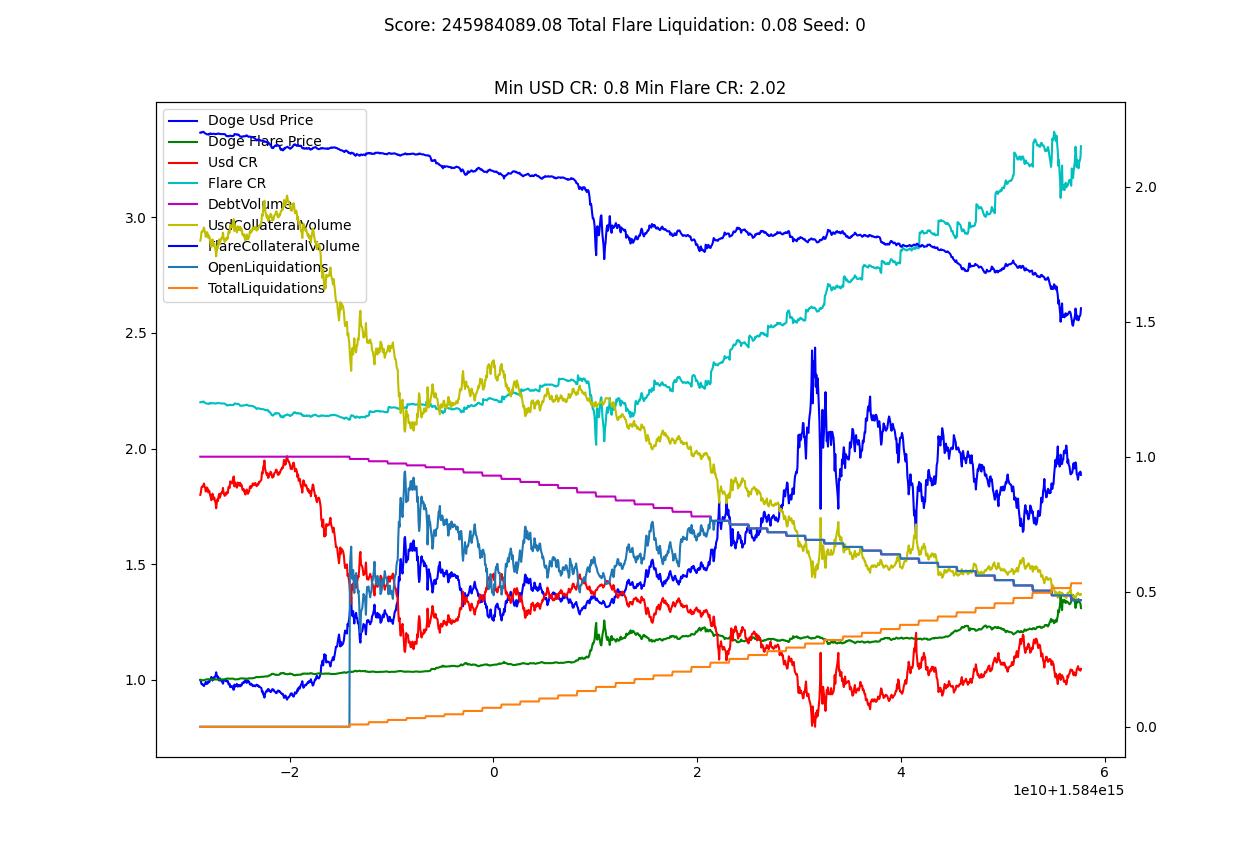 Score: 245984089.08 Total Flare Liquidation: 0.08 Seed: 0
Min USD CR: 0.8 Min Flare CR: 2.02
Doge Usd Price
Doge Flare Price
Usd CR
Flare CR
DebtVolume
UsdCollateralVolume
FlareCollateralVolume
OpenLiquidations
TotalLiquidations
3.0
2.5
2.0
1.5
1.0
2.0
1.5
1.0
0.5
0.0
−2 0 2 4 6
1e10+1.584e15